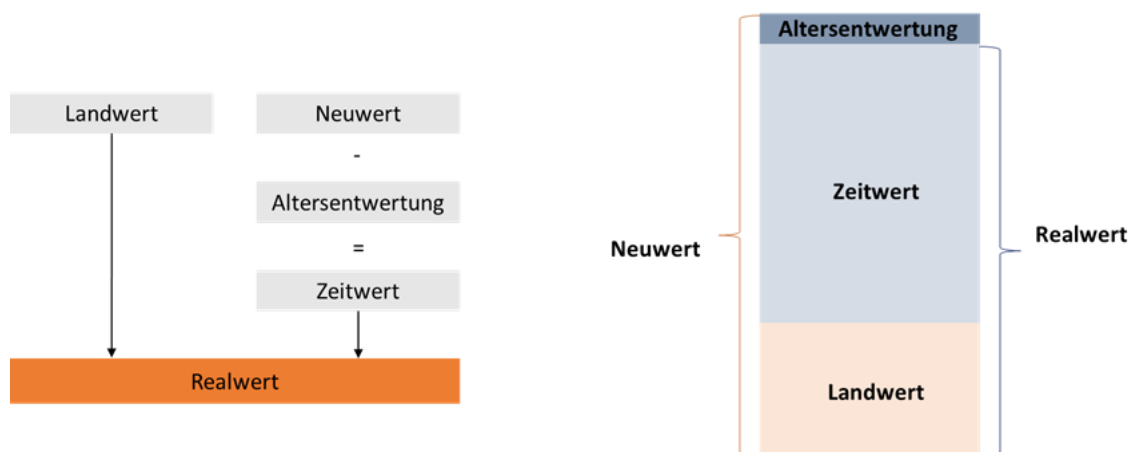 Landwert
Neuwert
-
Altersentwertung
=
Zeitwert
Realwert
Altersentwertung
Zeitwert
Neuwert
Realwert
Landwert